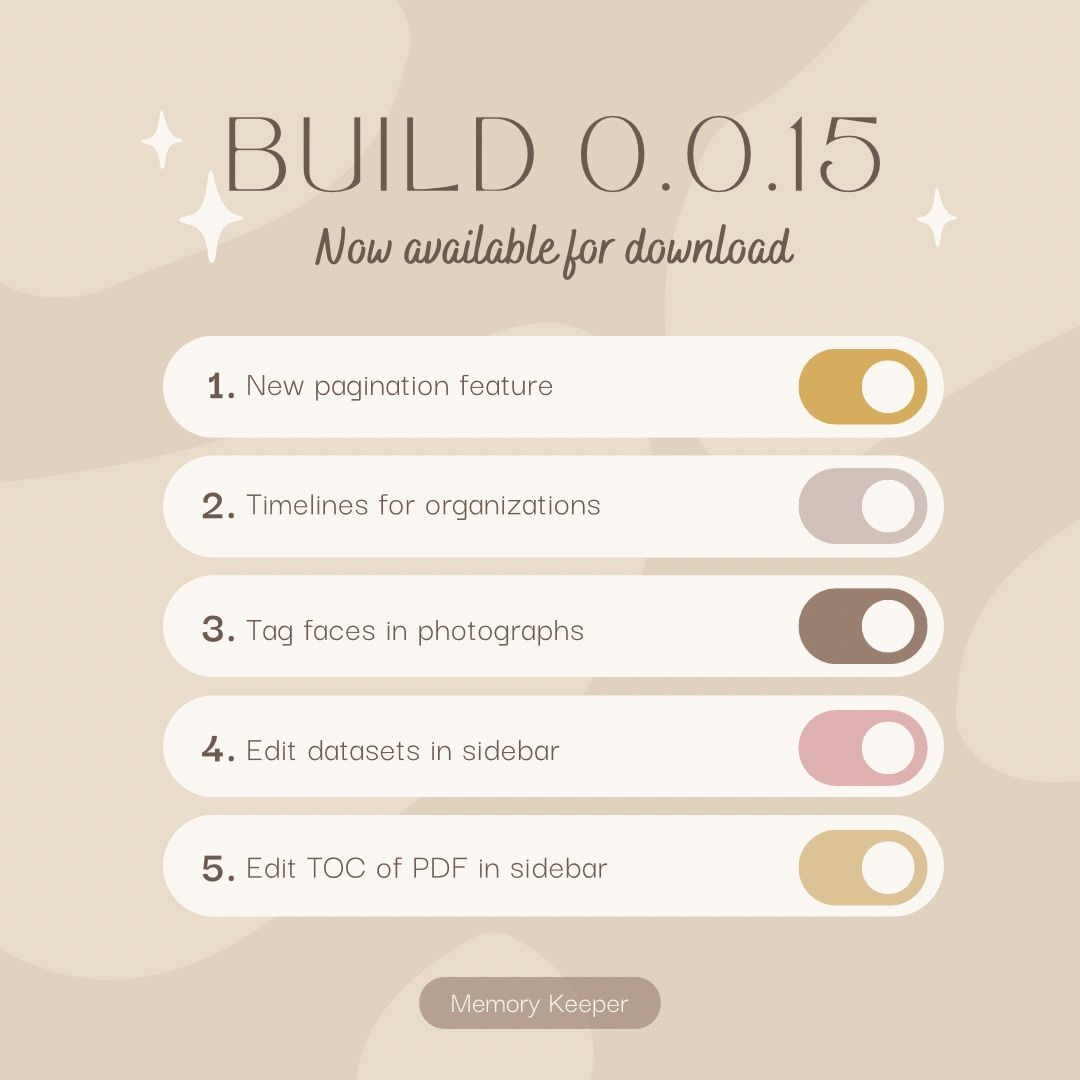 BUILD 0.0.15
Now available for download
1. New pagination feature
2. Timelines for organizations
3. Tag faces in photographs
4. Edit datasets in sidebar
5. Edit TOC of PDF in sidebar
Memory Keeper